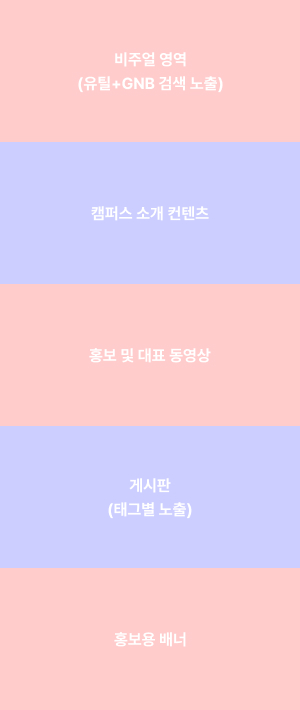 비주얼 영역
(유틸+GNB 검색 노출)
캠퍼스 소개 컨텐츠
홍보 및 대표 동영상
게시판
(태그별 노출)
홍보용 배너